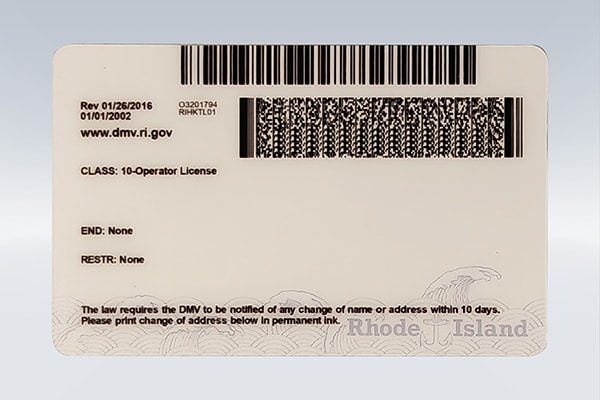 Rev 01/26/2016
01/01/2002
O3201794
RIHKTL01
www.dmv.ri.gov
CLASS: 10-Operator License
END: None
RESTR: None
The law requires the DMV to be notified of any change of name or address within 10 days.
Please print change of address below in permanent ink.
Rhode Island